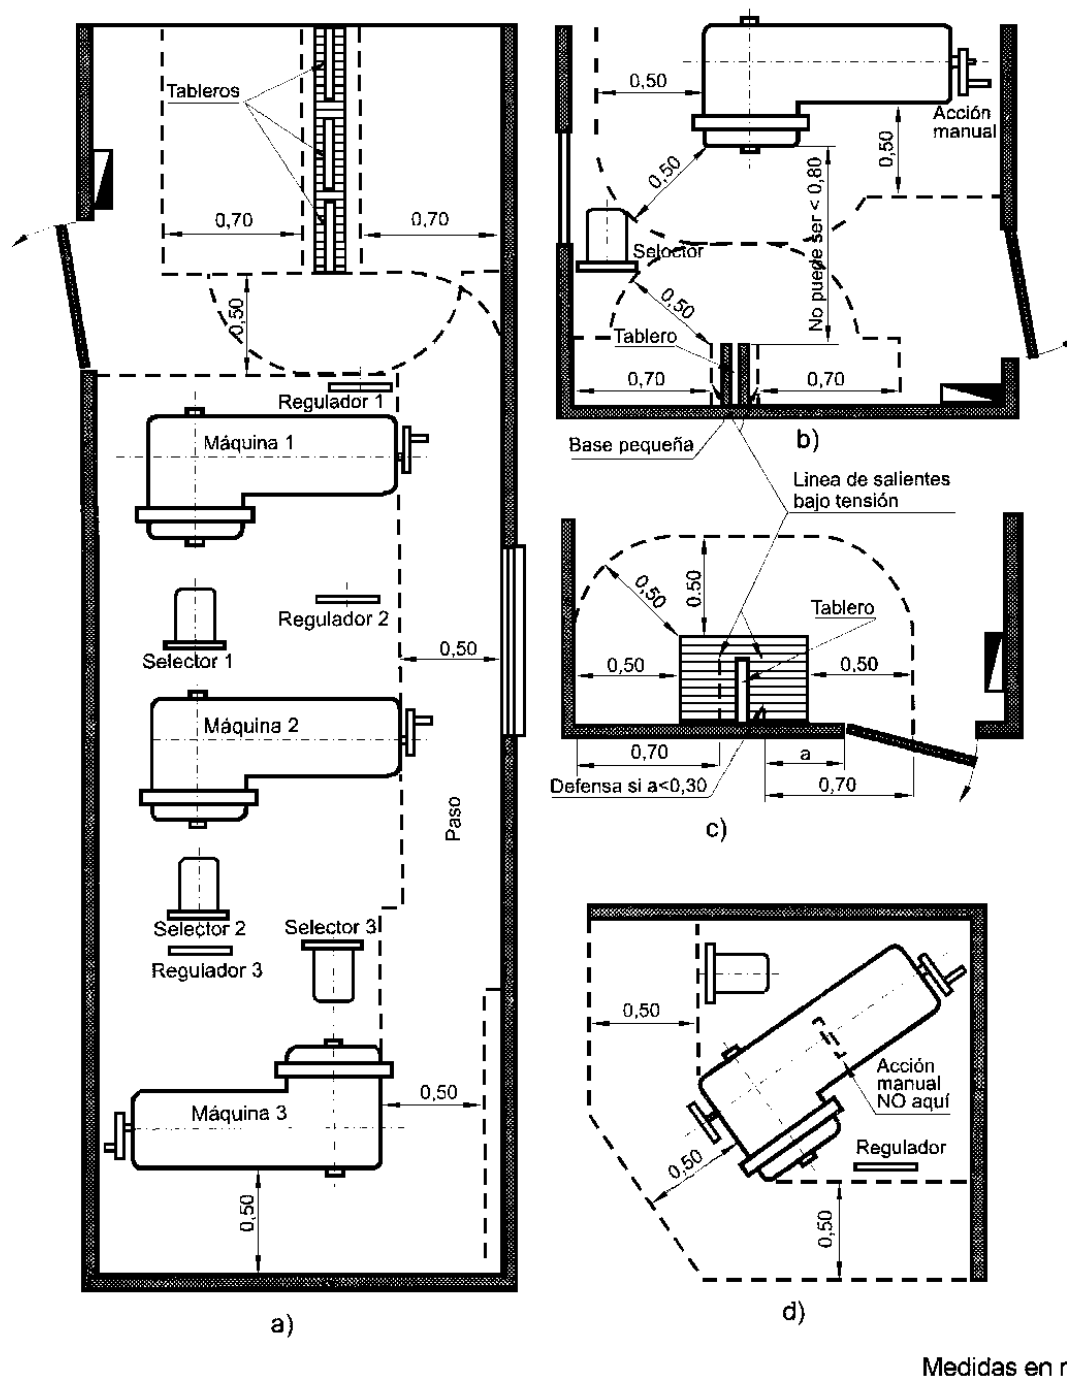 Tableros
0,70
0,70
0,50
Regulador 1
Máquina 1
Regulador 2
Selector 1
0,50
Máquina 2
Paso
Selector 2
Selector 3
Regulador 3
Máquina 3
0,50
0,50
a)
0,50
Acción
manual
0,50
0,50
No puede ser < 0,80
Seloctor
0,50
Tablero
0,70
0,70
b)
Base pequeña
Linea de salientes
bajo tensión
0,50
0.50
Tablero
0,50
0,50
0,70
a
Defensa si a<0,30
0,70
c)
0,50
Acción
manual
NO aquí
Regulador
0,50
0,50
d)
Medidas en